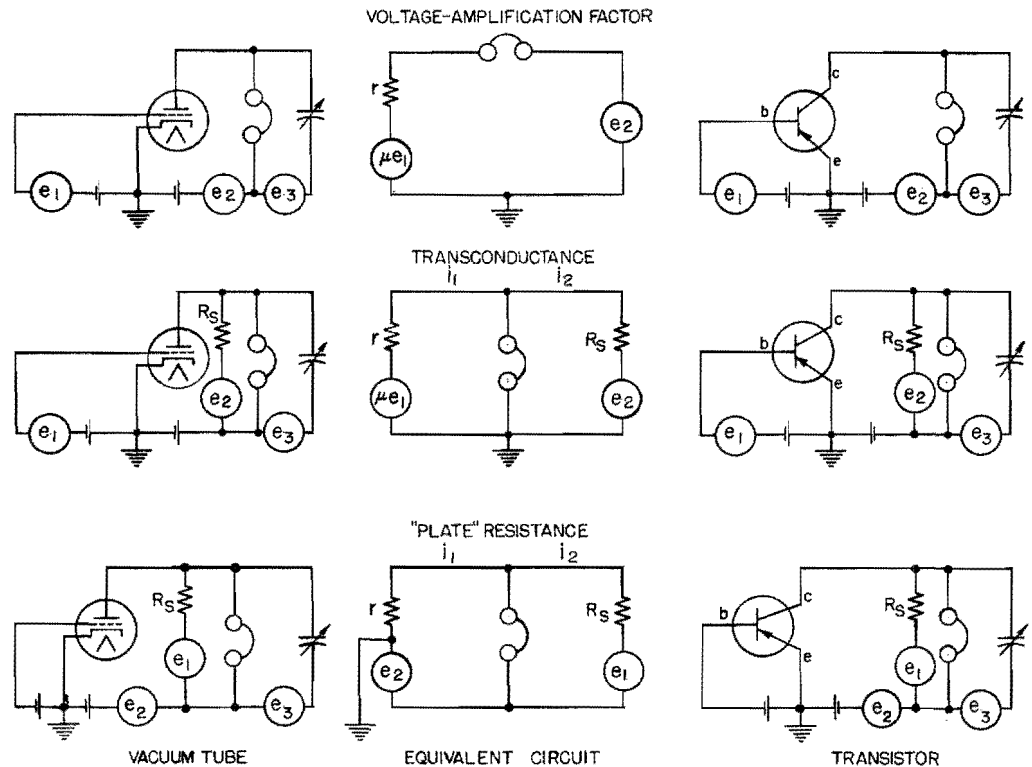 VOLTAGE-AMPLIFICATION FACTOR
e1
e2
e3
r
μe1
e2
b
c
e
e1
e2
e3
TRANSCONDUCTANCE
i1 i2
RS
e2
e1
e3
r
μe1
RS
e2
b
c
e
RS
e2
e1
e3
"PLATE" RESISTANCE
i1 i2
RS
e1
e2
e3
r
e2
RS
e1
b
c
e
RS
e1
e2
e3
VACUUM TUBE EQUIVALENT CIRCUIT TRANSISTOR